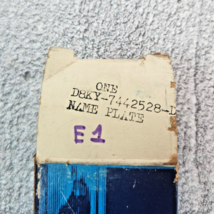 ONE
D8KY-7442528-D
NAME PLATE
E1